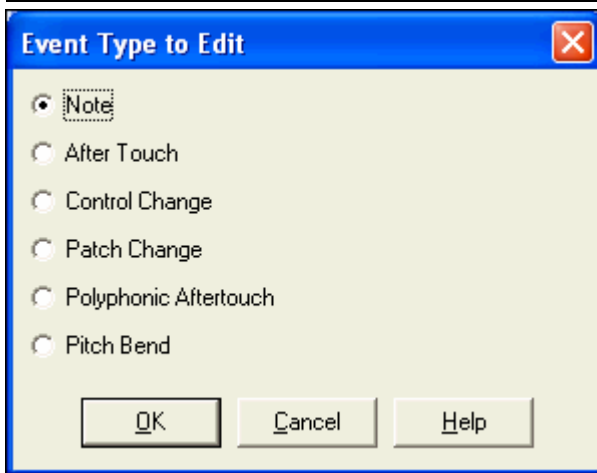 Event Type to Edit
Note
After Touch
Control Change
Patch Change
Polyphonic Aftertouch
Pitch Bend
OK Cancel Help